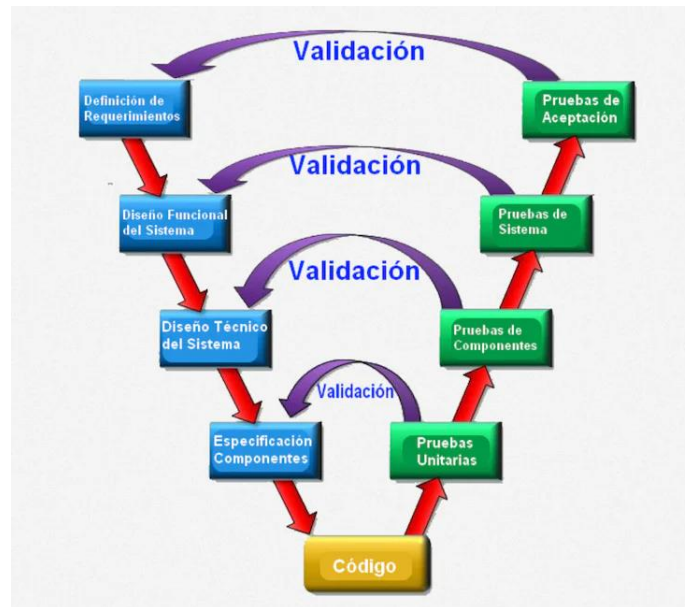 Validación
Definición de
Requerimientos
Pruebas de
Aceptación
Validación
Diseño Funcional
del Sistema
Pruebas de
Sistema
Validación
Diseño Técnico
del Sistema
Pruebas de
Componentes
Validación
Especificación
Componentes
Pruebas
Unitarias
Código